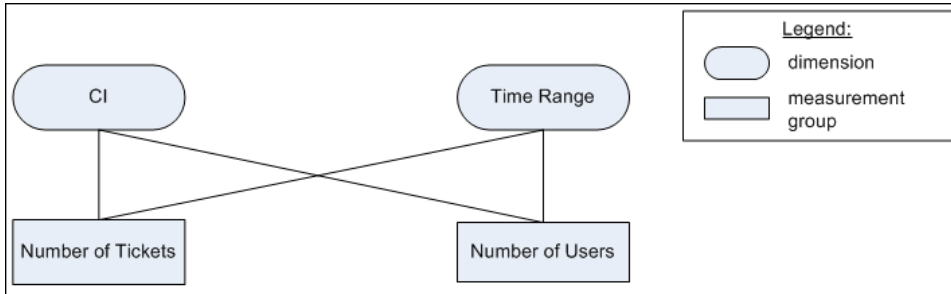 CI
Time Range
Number of Tickets
Number of Users
Legend:
dimension
measurement
group